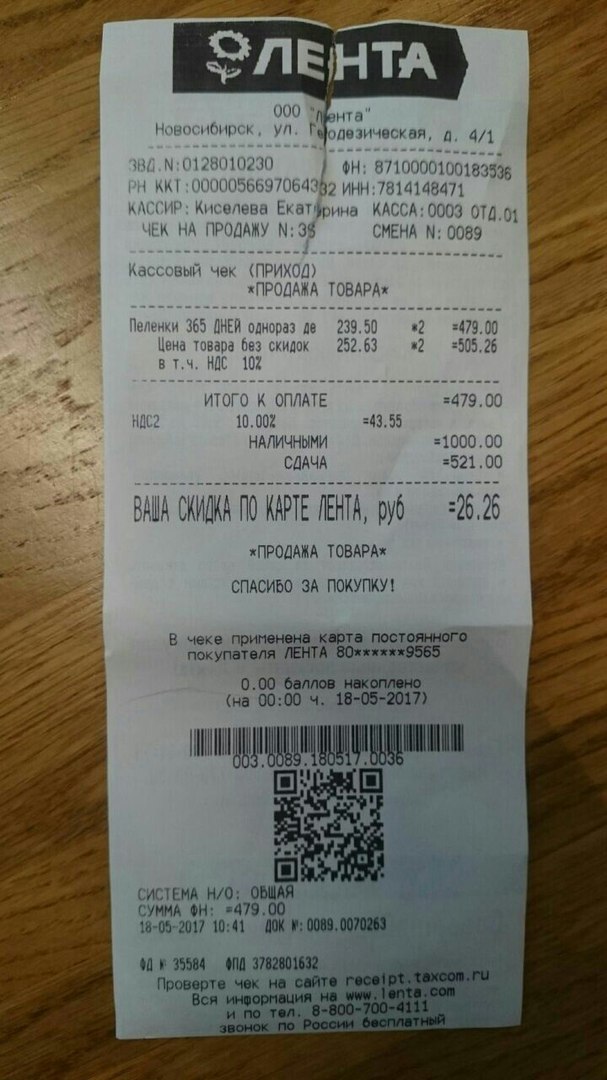 ЛЕНТА
ООО "Лента"
Новосибирск, ул. Геодезическая, д. 4/1
ЗВД.N:0128010230 ФН: 8710000100183536
РН ККТ:0000056697064332 ИНН:7814148471
КАССИР: Киселева Екатерина КАССА:0003 ОТД.01
ЧЕК НА ПРОДАЖУ N:36 СМЕНА N:0089
Кассовый чек (ПРИХОД)
*ПРОДАЖА ТОВАРА*
Пеленки 365 ДНЕЙ однораз де 239.50 *2 =479.00
Цена товара без скидок 252.63 *2 =505.26
в т.ч. НДС 10%
ИТОГО К ОПЛАТЕ =479.00
НДС2 10.00% =43.55
НАЛИЧНЫМИ =1000.00
СДАЧА =521.00
ВАША СКИДКА ПО КАРТЕ ЛЕНТА, руб =26.26
*ПРОДАЖА ТОВАРА*
СПАСИБО ЗА ПОКУПКУ!
В чеке применена карта постоянного
покупателя ЛЕНТА 80******9565
0.00 баллов накоплено
(на 00:00 ч. 18-05-2017)
003.0089.180517.0036
СИСТЕМА Н/О: ОБЩАЯ
СУММА ФН: =479.00
18-05-2017 10:41 ДОК №:0089.0070263
ФД № 35584 ФПД 3782801632
Проверте чек на сайте receipt.taxcom.ru
Вся информация на www.lenta.com
и по тел. 8-800-700-4111
звонок по России бесплатный